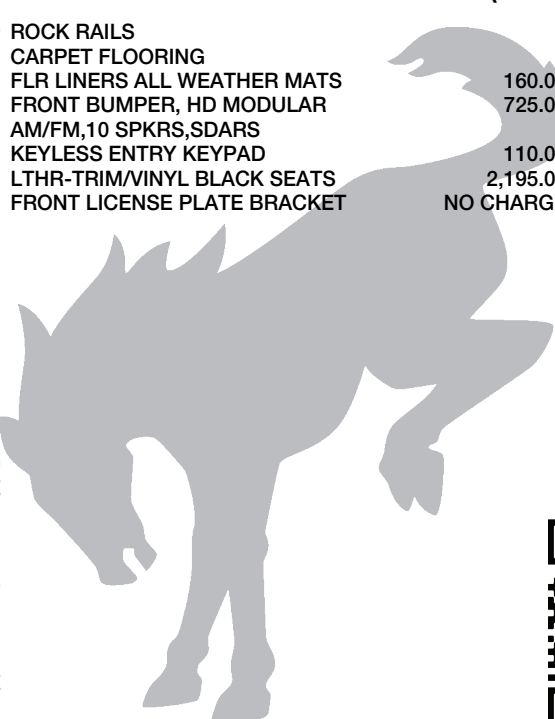 ROCK RAILS
CARPET FLOORING
FLR LINERS ALL WEATHER MATS 160.0
FRONT BUMPER, HD MODULAR 725.0
AM/FM,10 SPKRS,SDARS
KEYLESS ENTRY KEYPAD 110.0
LTHR-TRIM/VINYL BLACK SEATS 2,195.0
FRONT LICENSE PLATE BRACKET NO CHARG